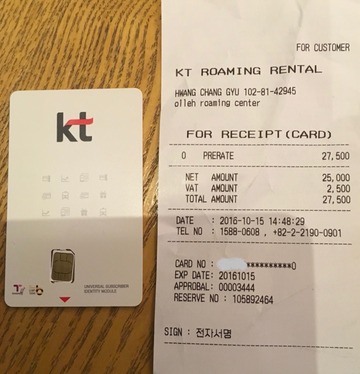 kt
UNIVERSAL SUBSCRIBER
IDENTITY MODULE
FOR CUSTOMER
KT ROAMING RENTAL
HWANG CHANG GYU 102-81-42945
olleh roaming center
FOR RECEIPT(CARD)
0 PRERATE 27,500
NET AMOUNT 25,000
VAT AMOUNT 2,500
TOTAL AMOUNT 27,500
DATE : 2016-10-15 14:48:29
TEL NO : 1588-0608 , +82-2-2190-0901
CARD NO :
EXP DATE: 20161015
APPROBAL: 00003444
RESERVE NO : 105892464
SIGN : 전자서명